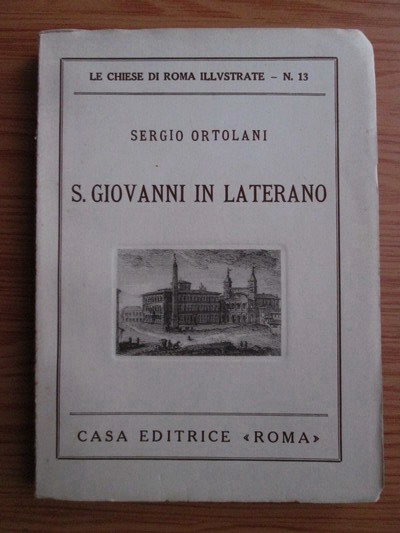 LE CHIESE DI ROMA ILLVSTRATE – N. 13
SERGIO ORTOLANI
S. GIOVANNI IN LATERANO
CASA EDITRICE «ROMA»